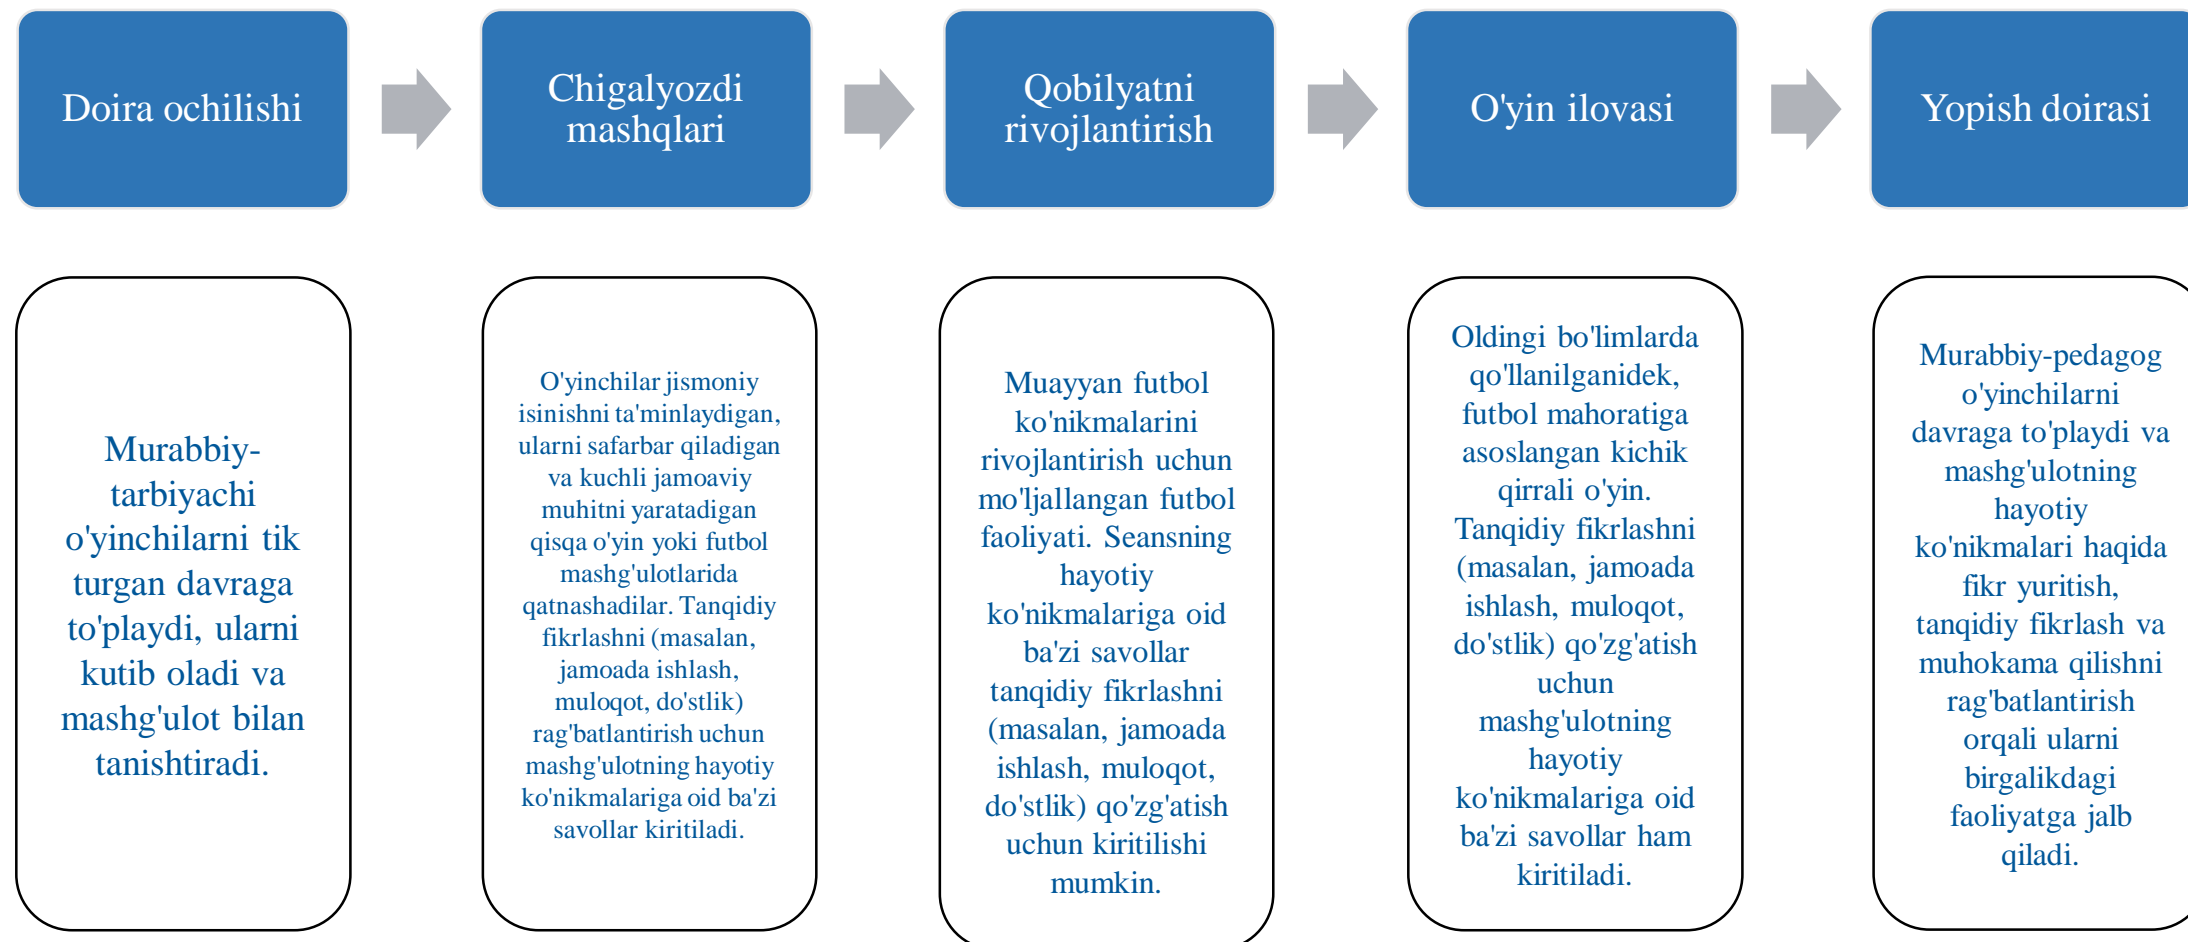 Doira ochilishi
Chigalyozdi
mashqlari
Qobilyatni
rivojlantirish
O'yin ilovasi
Yopish doirasi
Murabbiy-
tarbiyachi
o'yinchilarni tik
turgan davraga
to'playdi, ularni
kutib oladi va
mashg'ulot bilan
tanishtiradi.
O'yinchilar jismoniy
isinishni ta'minlaydigan,
ularni safarbar qiladigan
va kuchli jamoaviy
muhitni yaratadigan
qisqa o'yin yoki futbol
mashg'ulotlarida
qatnashadilar. Tanqidiy
fikrlashni (masalan,
jamoada ishlash,
muloqot, do'stlik)
rag'batlantirish uchun
mashg'ulotning hayotiy
ko'nikmalariga oid ba'zi
savollar kiritiladi.
Muayyan futbol
ko'nikmalarini
rivojlantirish uchun
mo'ljallangan futbol
faoliyati. Seansning
hayotiy
ko'nikmalariga oid
ba'zi savollar
tanqidiy fikrlashni
(masalan, jamoada
ishlash, muloqot,
do'stlik) qo'zg'atish
uchun kiritilishi
mumkin.
Oldingi bo'limlarda
qo'llanilganidek,
futbol mahoratiga
asoslangan kichik
qirrali o'yin.
Tanqidiy fikrlashni
(masalan, jamoada
ishlash, muloqot,
do'stlik) qo'zg'atish
uchun
mashg'ulotning
hayotiy
ko'nikmalariga oid
ba'zi savollar ham
kiritiladi.
Murabbiy-pedagog
o'yinchilarni
davraga to'playdi va
mashg'ulotning
hayotiy
ko'nikmalari haqida
fikr yuritish,
tanqidiy fikrlash va
muhokama qilishni
rag'batlantirish
orqali ularni
birgalikdagi
faoliyatga jalb
qiladi.